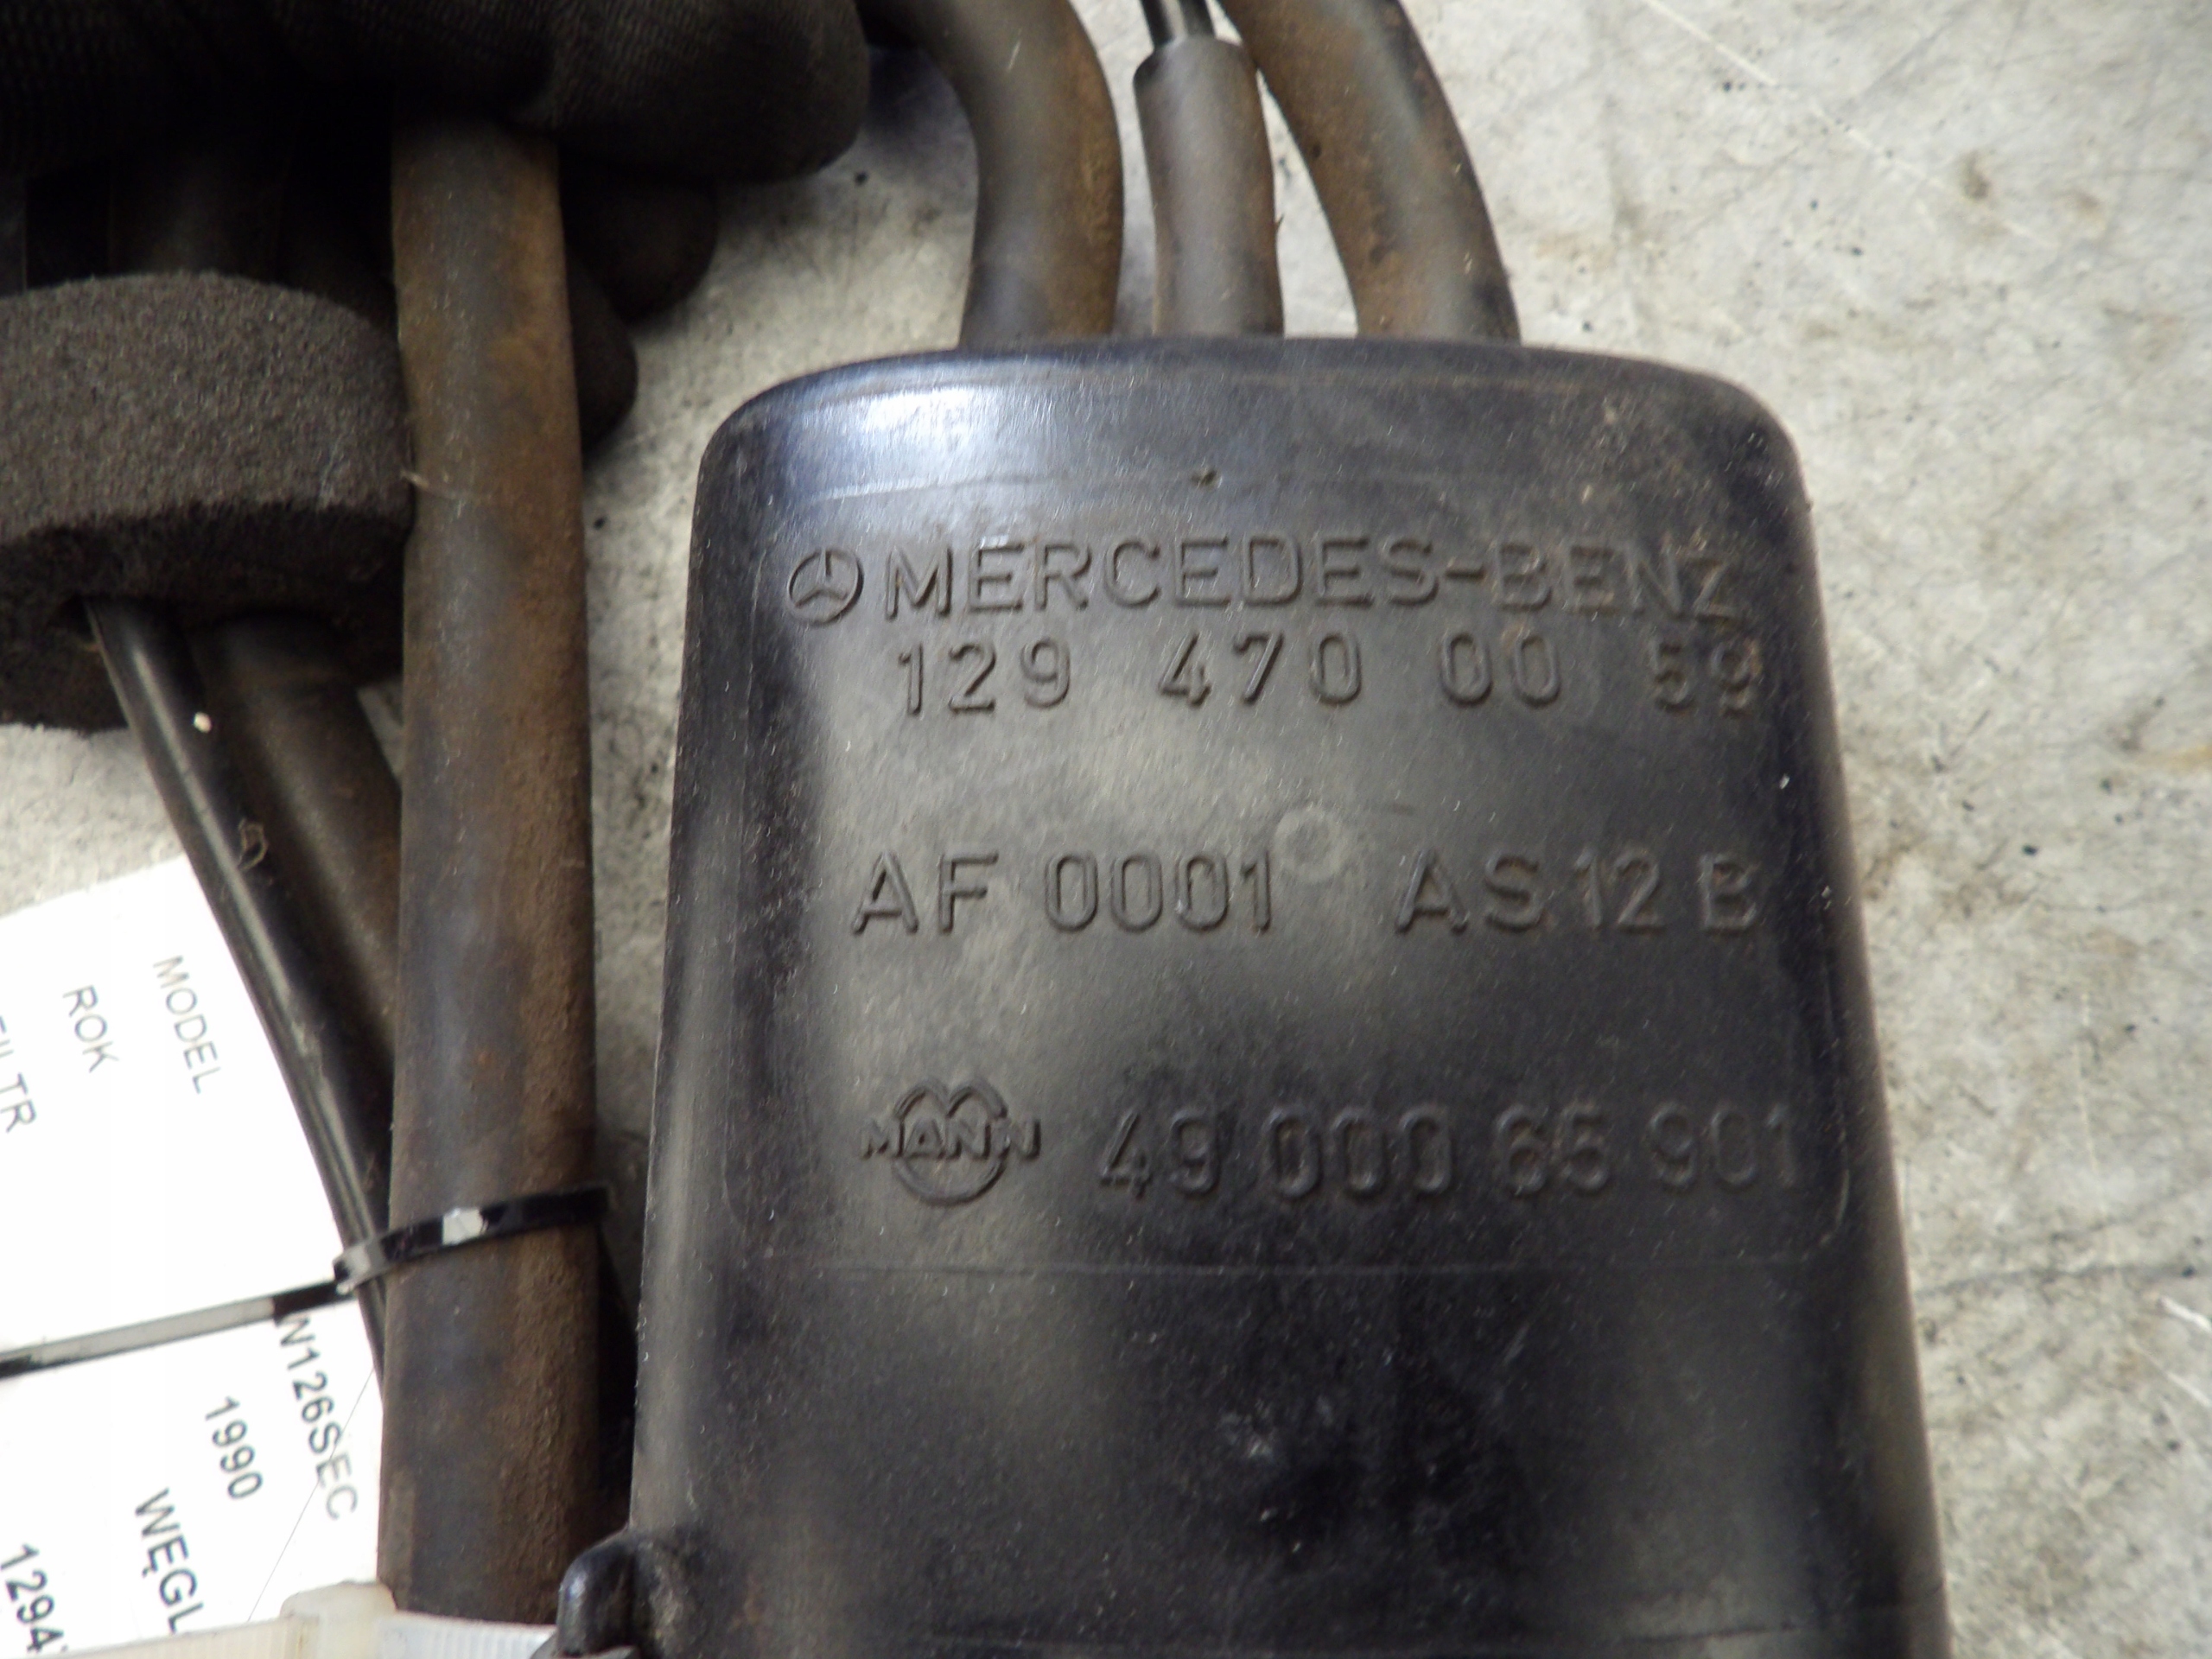 MERCEDES-BENZ
129 470 00 59
AF 0001 AS 12 B
MANN 49 000 65 901
MODEL
ROK
W126SEC
1990